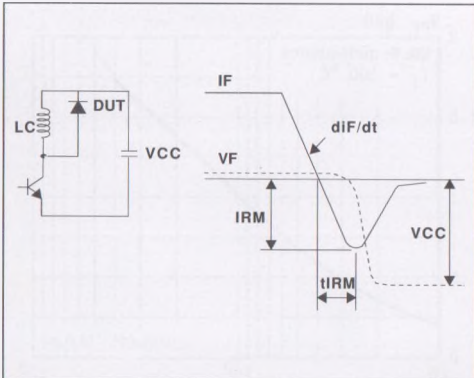 DUT
LC
VCC
IF
diF/dt
VF
IRM
VCC
tIRM